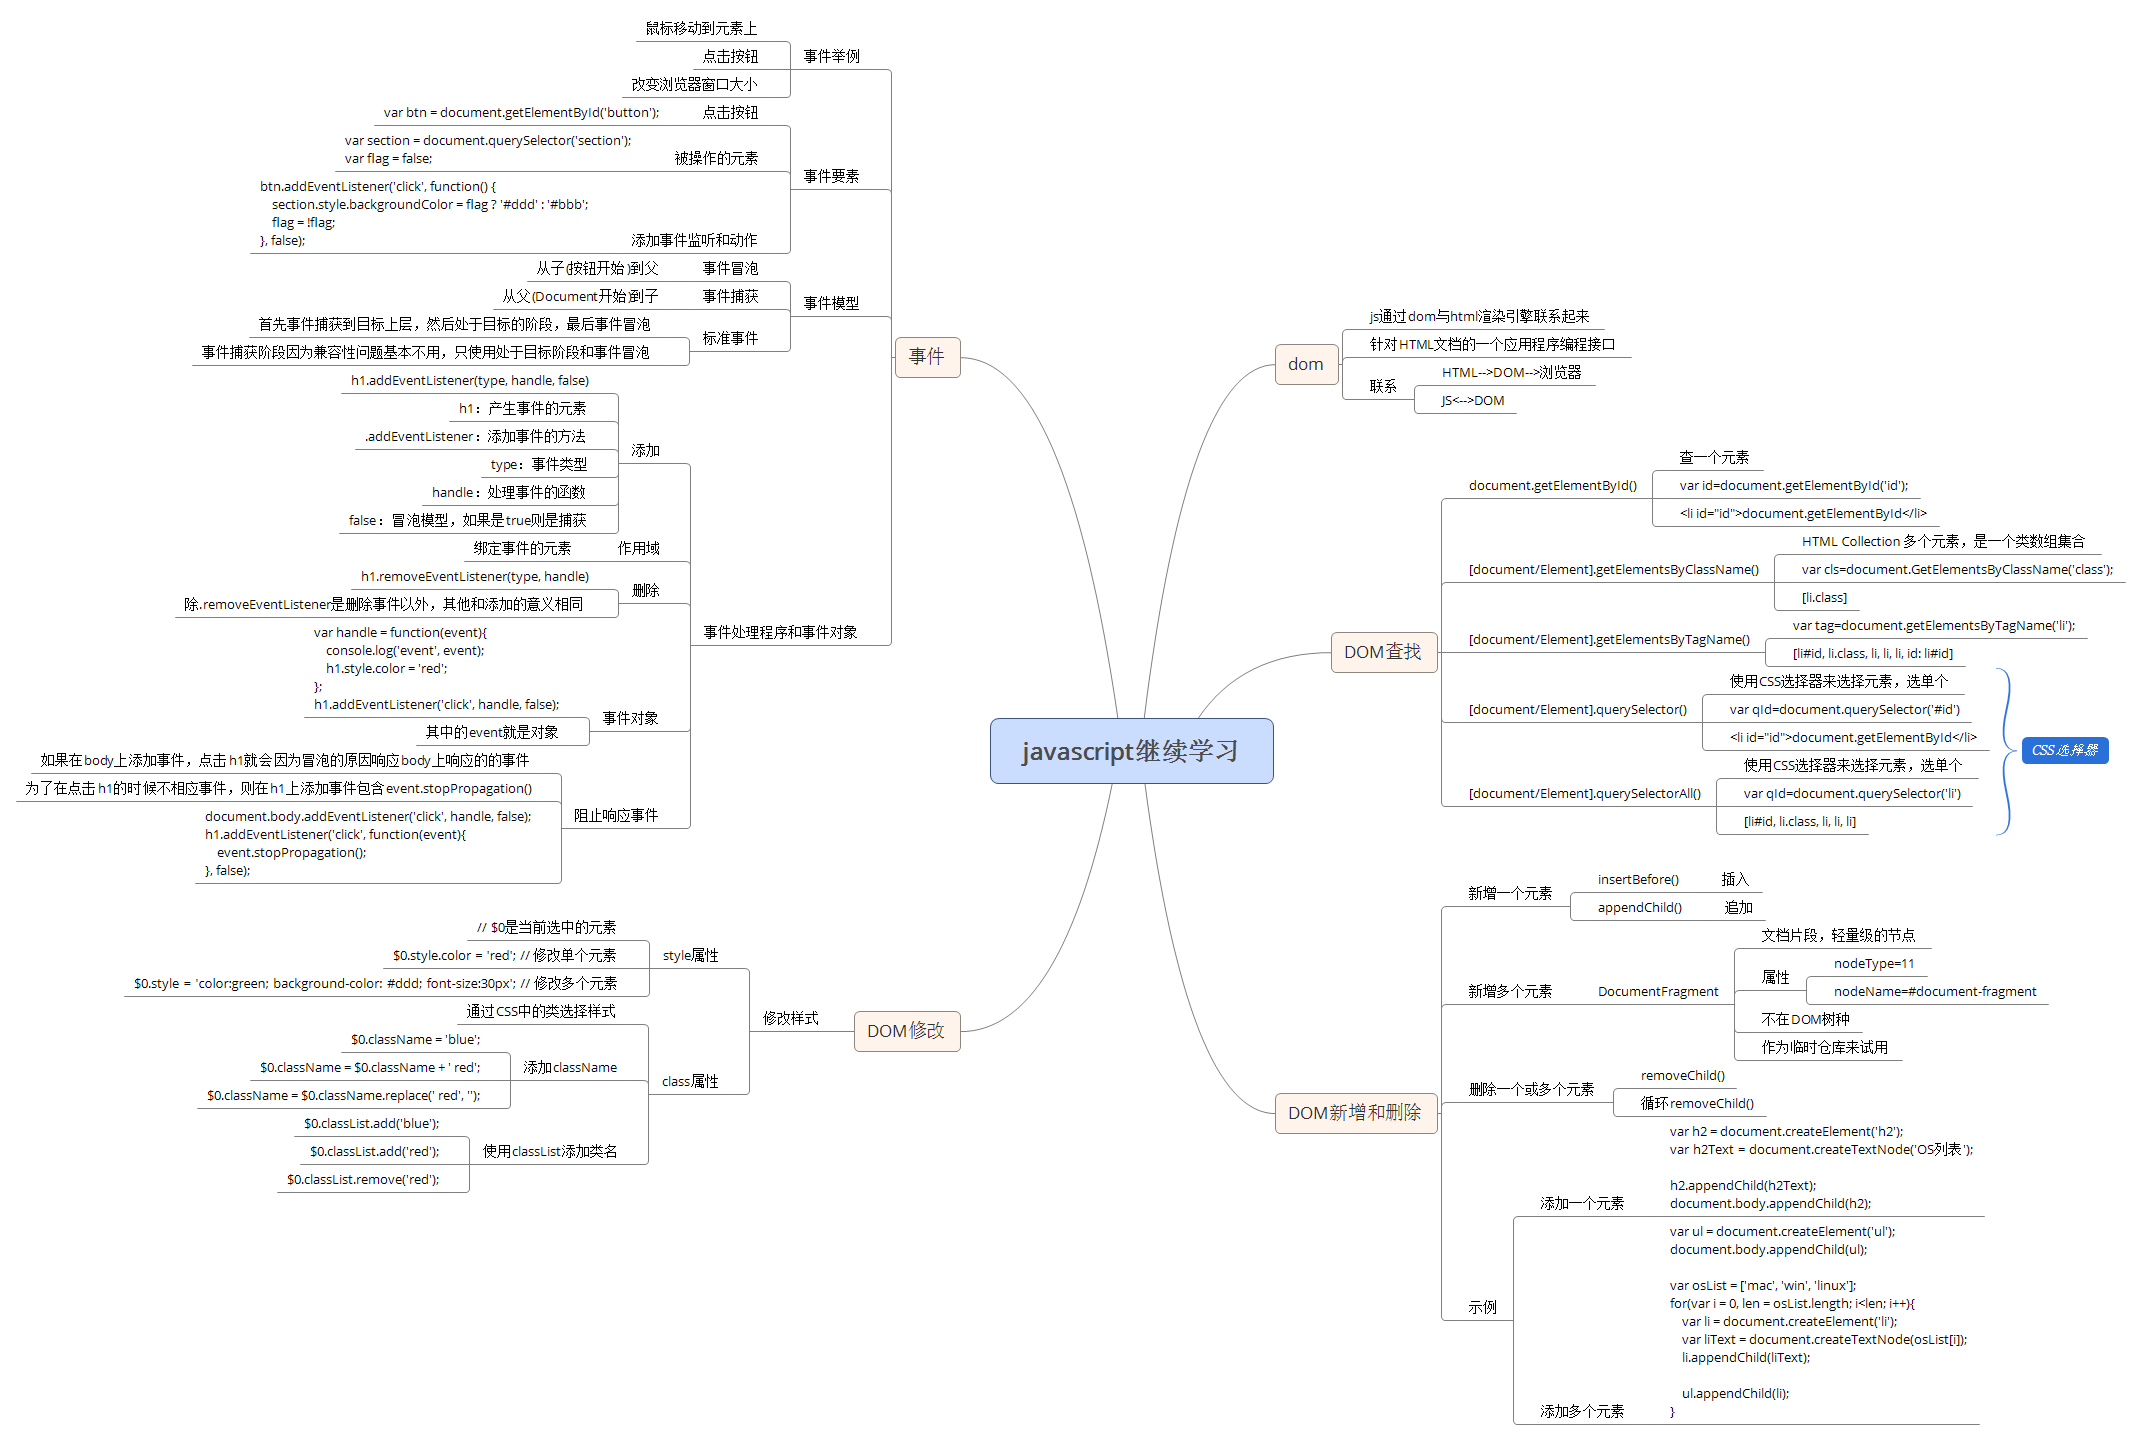 javascript继续学习
dom
js通过dom与html渲染引擎联系起来
针对HTML文档的一个应用程序编程接口
联系
HTML-->DOM-->浏览器
JS<-->DOM
DOM查找
document.getElementById()
查一个元素
var id=document.getElementById('id');
<li id="id">document.getElementById</li>
[document/Element].getElementsByClassName()
HTML Collection 多个元素，是一个类数组集合
var cls=document.GetElementsByClassName('class');
[li.class]
[document/Element].getElementsByTagName()
var tag=document.getElementsByTagName('li');
[li#id, li.class, li, li, li, id: li#id]
[document/Element].querySelector()
使用CSS选择器来选择元素，选单个
var qId=document.querySelector('#id')
<li id="id">document.getElementById</li>
[document/Element].querySelectorAll()
使用CSS选择器来选择元素，选单个
var qId=document.querySelector('li')
[li#id, li.class, li, li, li]
CSS选择器
DOM新增和删除
新增一个元素
insertBefore() 插入
appendChild() 追加
新增多个元素
DocumentFragment
文档片段，轻量级的节点
属性
nodeType=11
nodeName=#document-fragment
不在DOM树种
作为临时仓库来试用
删除一个或多个元素
removeChild()
循环removeChild()
示例
添加一个元素
var h2 = document.createElement('h2');
var h2Text = document.createTextNode('OS列表');
h2.appendChild(h2Text);
document.body.appendChild(h2);
添加多个元素
var ul = document.createElement('ul');
document.body.appendChild(ul);
var osList = ['mac', 'win', 'linux'];
for(var i = 0, len = osList.length; i<len; i++){
var li = document.createElement('li');
var liText = document.createTextNode(osList[i]);
li.appendChild(liText);
ul.appendChild(li);
}
事件
事件举例
鼠标移动到元素上
点击按钮
改变浏览器窗口大小
事件要素
点击按钮
var btn = document.getElementById('button');
被操作的元素
var section = document.querySelector('section');
var flag = false;
添加事件监听和动作
btn.addEventListener('click', function() {
section.style.backgroundColor = flag ? '#ddd' : '#bbb';
flag = !flag;
}, false);
事件模型
事件冒泡
从子(按钮开始)到父
事件捕获
从父(Document开始)到子
标准事件
首先事件捕获到目标上层，然后处于目标的阶段，最后事件冒泡
事件捕获阶段因为兼容性问题基本不用，只使用处于目标阶段和事件冒泡
事件处理程序和事件对象
添加
h1.addEventListener(type, handle, false)
h1：产生事件的元素
.addEventListener：添加事件的方法
type：事件类型
handle：处理事件的函数
false：冒泡模型，如果是true则是捕获
作用域
绑定事件的元素
删除
h1.removeEventListener(type, handle)
除.removeEventListener是删除事件以外，其他和添加的意义相同
事件对象
var handle = function(event){
console.log('event', event);
h1.style.color = 'red';
};
h1.addEventListener('click', handle, false);
其中的event就是对象
阻止响应事件
如果在body上添加事件，点击h1就会因为冒泡的原因响应body上响应的的事件
为了在点击h1的时候不相应事件，则在h1上添加事件包含event.stopPropagation()
document.body.addEventListener('click', handle, false);
h1.addEventListener('click', function(event){
event.stopPropagation();
}, false);
DOM修改
修改样式
style属性
// $0是当前选中的元素
$0.style.color = 'red'; // 修改单个元素
$0.style = 'color:green; background-color: #ddd; font-size:30px'; // 修改多个元素
class属性
通过CSS中的类选择样式
添加className
$0.className = 'blue';
$0.className = $0.className + ' red';
$0.className = $0.className.replace(' red', '');
使用classList添加类名
$0.classList.add('blue');
$0.classList.add('red');
$0.classList.remove('red');